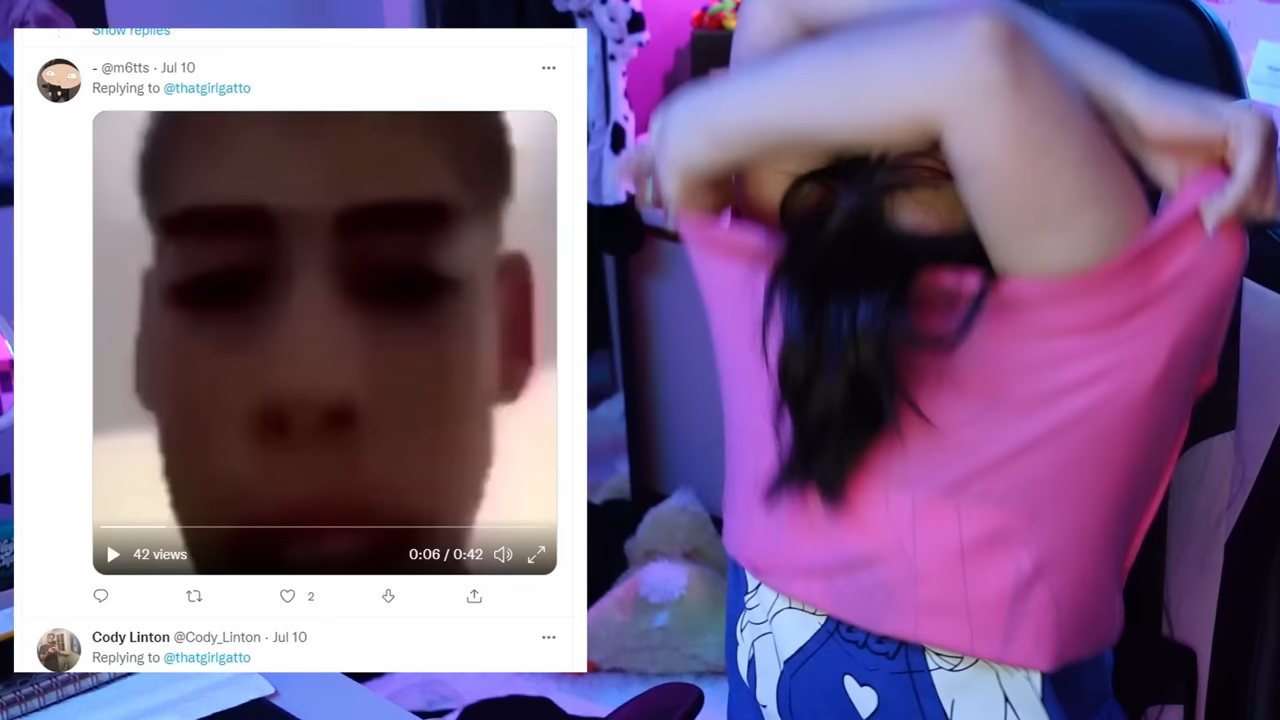 Show replies
- @m6tts · Jul 10
Replying to @thatgirlgatto
42 views
0:06 / 0:42
2
Cody Linton @Cody_Linton · Jul 10
Replying to @thatgirlgatto